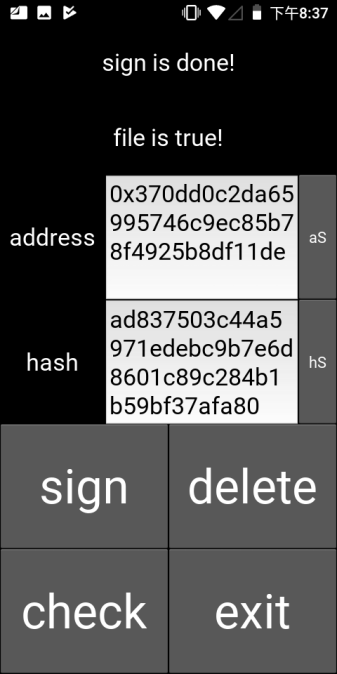 下午8:37
sign is done!
file is true!
address
0x370dd0c2da65
995746c9ec85b7
8f4925b8df11de
aS
hash
ad837503c44a5
971edebc9b7e6d
8601c89c284b1
b59bf37afa80
hS
sign
delete
check
exit